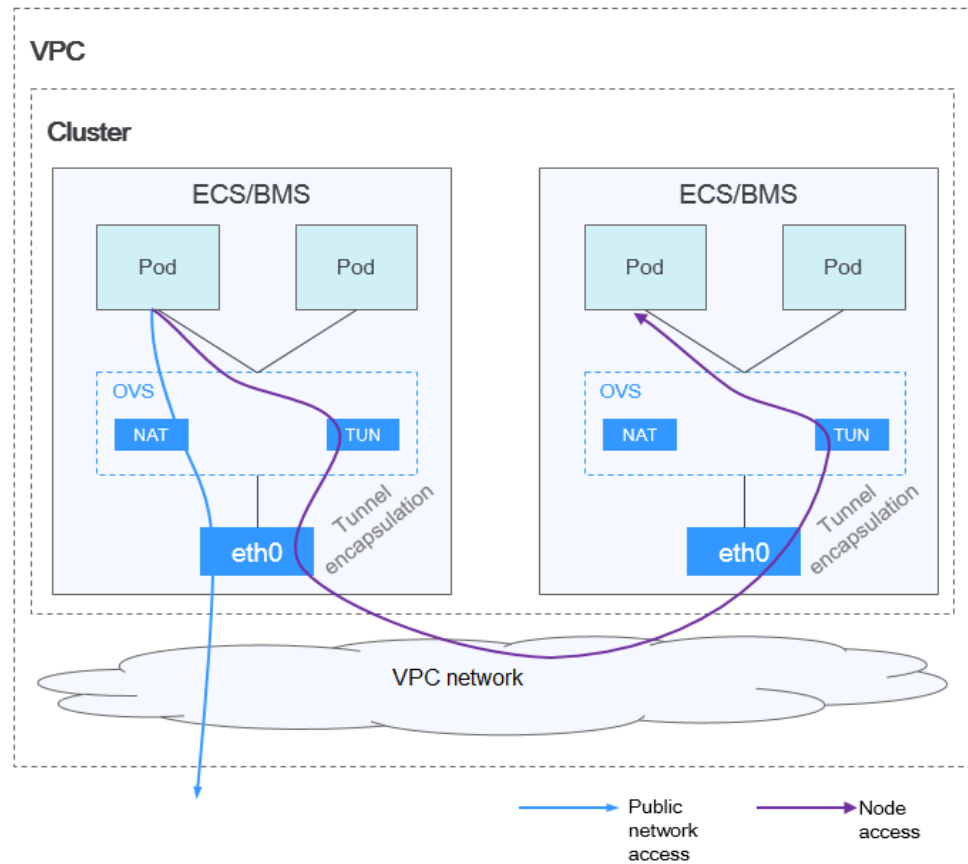 VPC
Cluster
ECS/BMS
Pod
Pod
OVS
NAT
TUN
Tunnel
encapsulation
eth0
ECS/BMS
Pod
Pod
OVS
NAT
TUN
Tunnel
encapsulation
eth0
VPC network
Public
network
access
Node
access